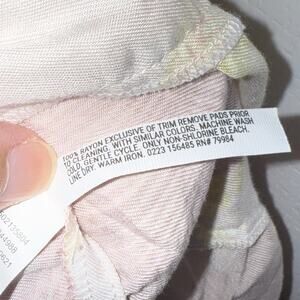 100% RAYON EXCLUSIVE OF TRIM REMOVE PADS PRIOR
TO CLEANING. WITH SIMILAR COLORS. MACHINE WASH
COLD, GENTLE CYCLE. ONLY NON-SHLORINE BLEACH.
LINE DRY. WARM IRON. 0223 156485 RN# 79984